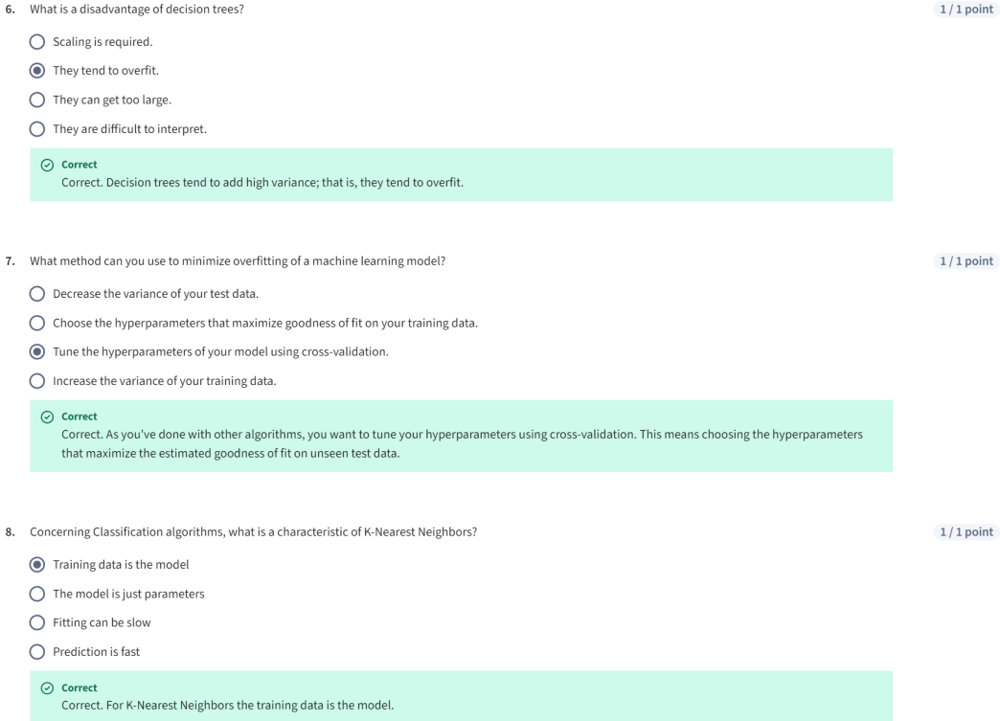 6. What is a disadvantage of decision trees? 1 / 1 point
Scaling is required.
They tend to overfit.
They can get too large.
They are difficult to interpret.
Correct
Correct. Decision trees tend to add high variance; that is, they tend to overfit.
7. What method can you use to minimize overfitting of a machine learning model? 1 / 1 point
Decrease the variance of your test data.
Choose the hyperparameters that maximize goodness of fit on your training data.
Tune the hyperparameters of your model using cross-validation.
Increase the variance of your training data.
Correct
Correct. As you've done with other algorithms, you want to tune your hyperparameters using cross-validation. This means choosing the hyperparameters
that maximize the estimated goodness of fit on unseen test data.
8. Concerning Classification algorithms, what is a characteristic of K-Nearest Neighbors? 1 / 1 point
Training data is the model
The model is just parameters
Fitting can be slow
Prediction is fast
Correct
Correct. For K-Nearest Neighbors the training data is the model.